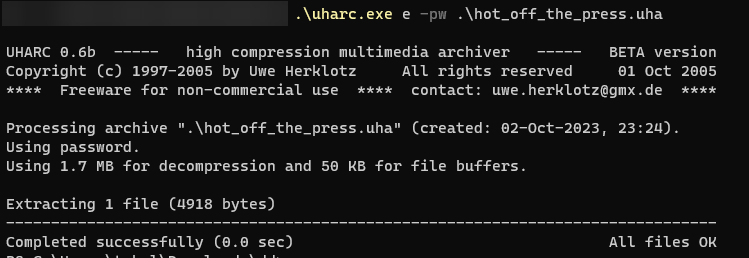 .\uharc.exe e -pw .\hot_off_the_press.uha
UHARC 0.6b ----- high compression multimedia archiver ----- BETA version
Copyright (c) 1997-2005 by Uwe Herklotz All rights reserved 01 Oct 2005
**** Freeware for non-commercial use **** contact: uwe.herklotz@gmx.de ****
Processing archive ".\hot_off_the_press.uha" (created: 02-Oct-2023, 23:24).
Using password.
Using 1.7 MB for decompression and 50 KB for file buffers.
Extracting 1 file (4918 bytes)
-------------------------------------------------------------------------------
Completed successfully (0.0 sec) All files OK